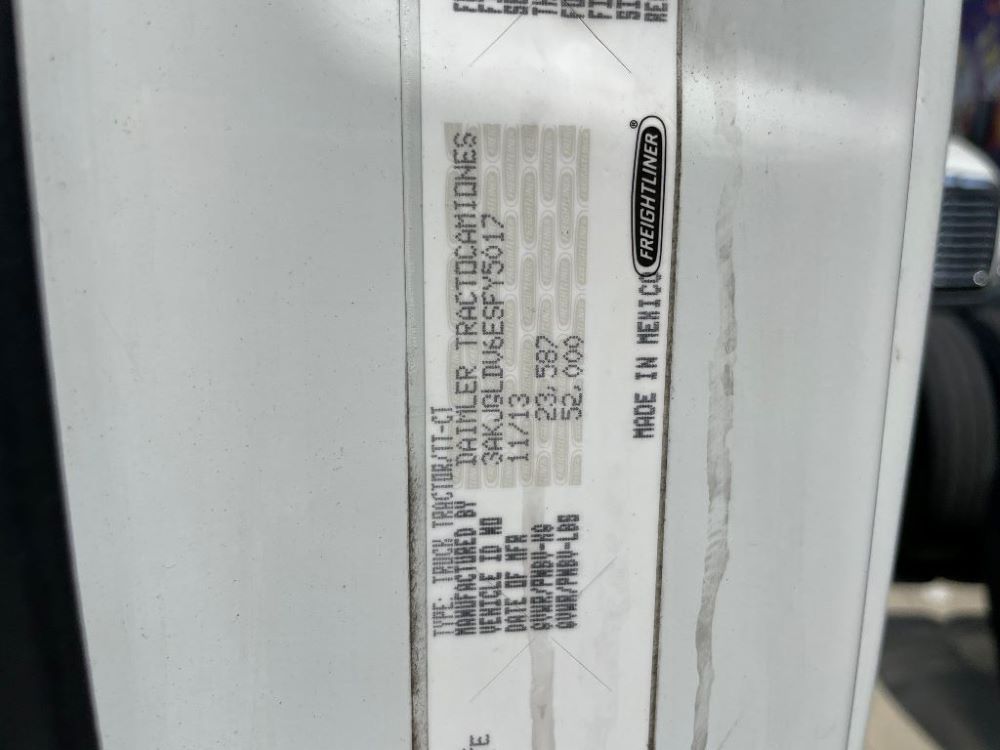 TYPE: TRUCK TRACTOR/TT-CT
MANUFACTURED BY DAIMLER TRACTOCAMIONES
VEHICLE ID NO 3AKJGLDV6ESFY5017
DATE OF MFR 11/13
GVWR/PNBV-KG 23,587
GVWR/PNBV-LBS 52,000
MADE IN MEXICO FREIGHTLINER®